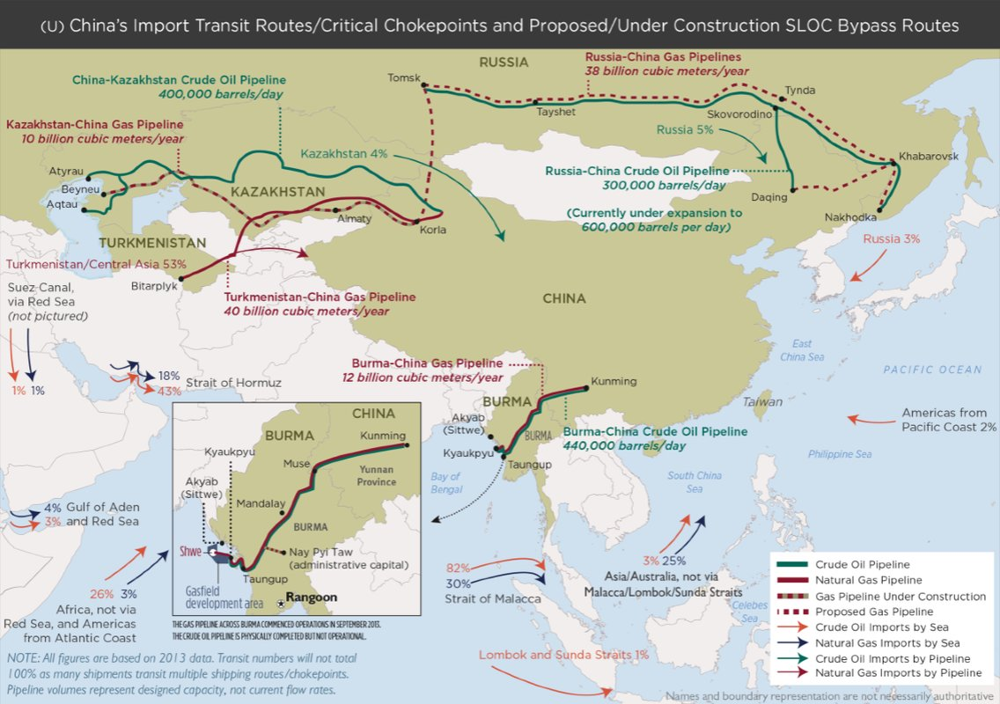 (U) China's Import Transit Routes/Critical Chokepoints and Proposed/Under Construction SLOC Bypass Routes
RUSSIA
Russia-China Gas Pipelines
38 billion cubic meters/year
China-Kazakhstan Crude Oil Pipeline
400,000 barrels/day
Tomsk
Tayshet
Tynda
Skovorodino
Kazakhstan-China Gas Pipeline
10 billion cubic meters/year
Russia 5%
Kazakhstan 4%
Khabarovsk
Atyrau
Beyneu
Aqtau
KAZAKHSTAN
Russia-China Crude Oil Pipeline
300,000 barrels/day
Daqing
(Currently under expansion to
600,000 barrels per day)
Nakhodka
Almaty
Korla
TURKMENISTAN
Russia 3%
Turkmenistan/Central Asia 53%
Bitarplyk
Suez Canal,
via Red Sea
(not pictured)
Turkmenistan-China Gas Pipeline
40 billion cubic meters/year
CHINA
East
China Sea
PACIFIC OCEAN
1% 1%
18%
43%
Strait of Hormuz
Burma-China Gas Pipeline
12 billion cubic meters/year
Kunming
BURMA
Taiwan
Americas from
Pacific Coast 2%
Akyab
(Sittwe)
BURMA
Burma-China Crude Oil Pipeline
440,000 barrels/day
Kyaukpyu
Taungup
Philippine Sea
Bay of
Bengal
South China
Sea
CHINA
BURMA
Kunming
Kyaukpyu
Muse
Yunnan
Province
Akyab
(Sittwe)
Mandalay
BURMA
Shwe
Nay Pyi Taw
(administrative capital)
Taungup
Gasfield
development area
Rangoon
THE GAS PIPELINE ACROSS BURMA COMMENCED OPERATIONS IN SEPTEMBER 2013.
THE CRUDE OIL PIPELINE IS PHYSICALLY COMPLETED BUT NOT OPERATIONAL.
4%
3%
Gulf of Aden
and Red Sea
26% 3%
Africa, not via
Red Sea, and Americas
from Atlantic Coast
82%
30%
Strait of Malacca
3% 25%
Asia/Australia, not via
Malacca/Lombok/Sunda Straits
Celebes
Sea
Lombok and Sunda Straits 1%
NOTE: All figures are based on 2013 data. Transit numbers will not total
100% as many shipments transit multiple shipping routes/chokepoints.
Pipeline volumes represent designed capacity, not current flow rates.
Crude Oil Pipeline
Natural Gas Pipeline
Gas Pipeline Under Construction
Proposed Gas Pipeline
Crude Oil Imports by Sea
Natural Gas Imports by Sea
Crude Oil Imports by Pipeline
Natural Gas Imports by Pipeline
Names and boundary representation are not necessarily authoritative